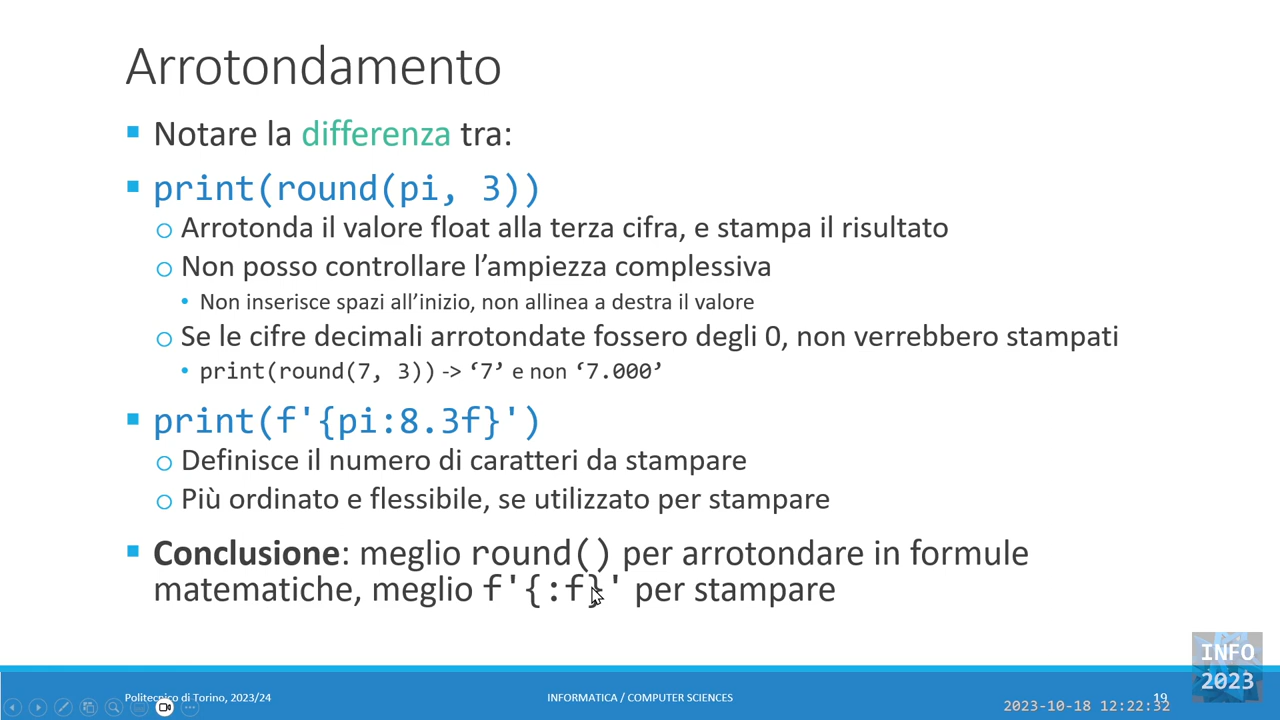 Arrotondamento
Notare la differenza tra:
print(round(pi, 3))
Arrotonda il valore float alla terza cifra, e stampa il risultato
Non posso controllare l’ampiezza complessiva
Non inserisce spazi all’inizio, non allinea a destra il valore
Se le cifre decimali arrotondate fossero degli 0, non verrebbero stampati
print(round(7, 3)) -> ‘7’ e non ‘7.000’
print(f'{pi:8.3f}')
Definisce il numero di caratteri da stampare
Più ordinato e flessibile, se utilizzato per stampare
Conclusione: meglio round() per arrotondare in formule
matematiche, meglio f'{:f}' per stampare
INFO
2023
Politecnico di Torino, 2023/24
INFORMATICA / COMPUTER SCIENCES
19
2023-10-18 12:22:32